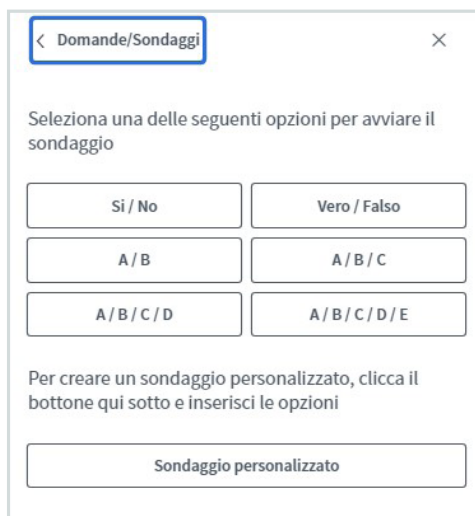 Domande/Sondaggi
Seleziona una delle seguenti opzioni per avviare il
sondaggio
Si / No
Vero / Falso
A / B
A / B / C
A / B / C / D
A / B / C / D / E
Per creare un sondaggio personalizzato, clicca il
bottone qui sotto e inserisci le opzioni
Sondaggio personalizzato